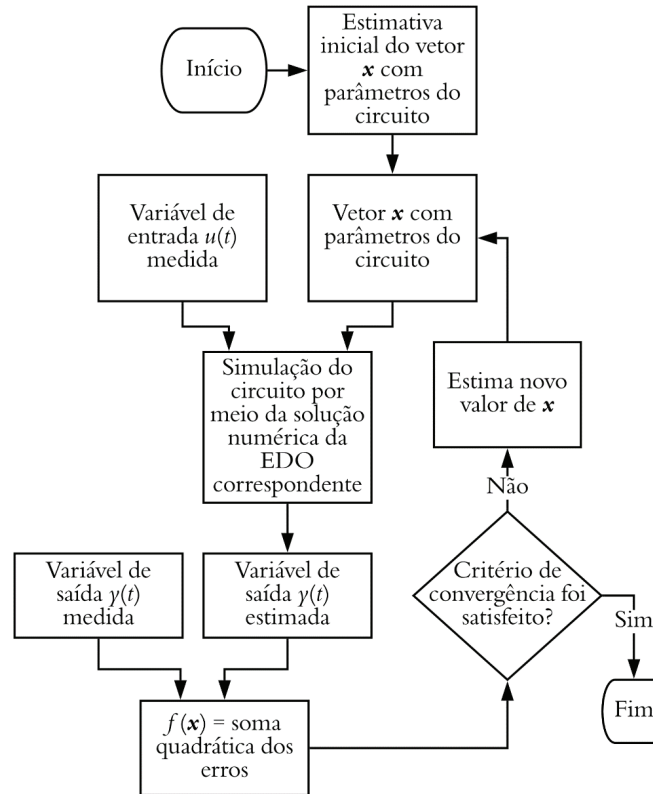 Início
Estimativa
inicial do vetor
x com
parâmetros do
circuito
Variável de
entrada u(t)
medida
Vetor x com
parâmetros do
circuito
Simulação do
circuito por
meio da solução
numérica da
EDO
correspondente
Estima novo
valor de x
Não
Variável de
saída y(t)
medida
Variável de
saída y(t)
estimada
Critério de
convergência foi
satisfeito?
Sim
Fim
f(x) = soma
quadrática dos
erros